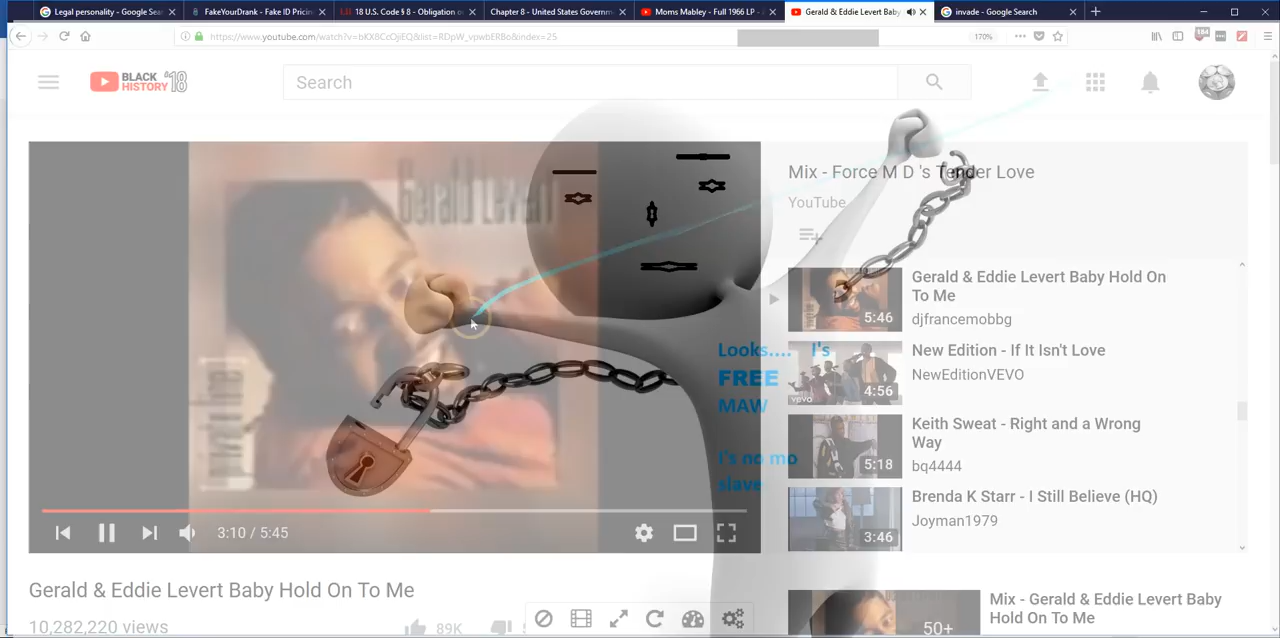 Legal personality - Google Sea
FakeYourDrank - Fake ID Pricin
18 U.S. Code § 8 - Obligation o
Chapter 8 - United States Governm
Moms Mabley - Full 1966 LP - A
Gerald & Eddie Levert Baby
invade - Google Search
https://www.youtube.com/watch?v=bKX8CcOjiEQ&list=RDpW_vpwbERBo&index=25
170%
184
BLACK
HISTORY '18
Search
Gerald Levert
Mix - Force M D 's Tender Love
YouTube
Gerald & Eddie Levert Baby Hold On
To Me
djfrancemobbg
5:46
Looks.... I's
FREE
MAW
I's no mo
slave
New Edition - If It Isn't Love
NewEditionVEVO
vevo
4:56
Keith Sweat - Right and a Wrong
Way
bq4444
5:18
Brenda K Starr - I Still Believe (HQ)
Joyman1979
3:46
3:10 / 5:45
Gerald & Eddie Levert Baby Hold On To Me
10,282,220 views
89K
Mix - Gerald & Eddie Levert Baby
Hold On To Me
50+